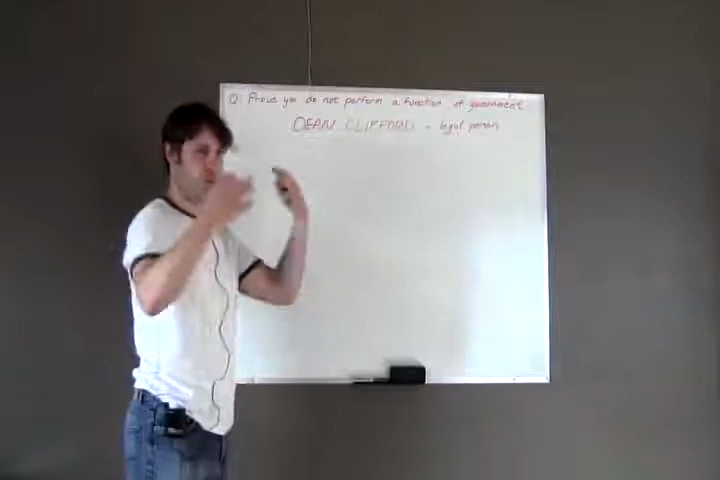 Q: Prove you do not perform a function of government.
DEAN CLIFFORD - legal person